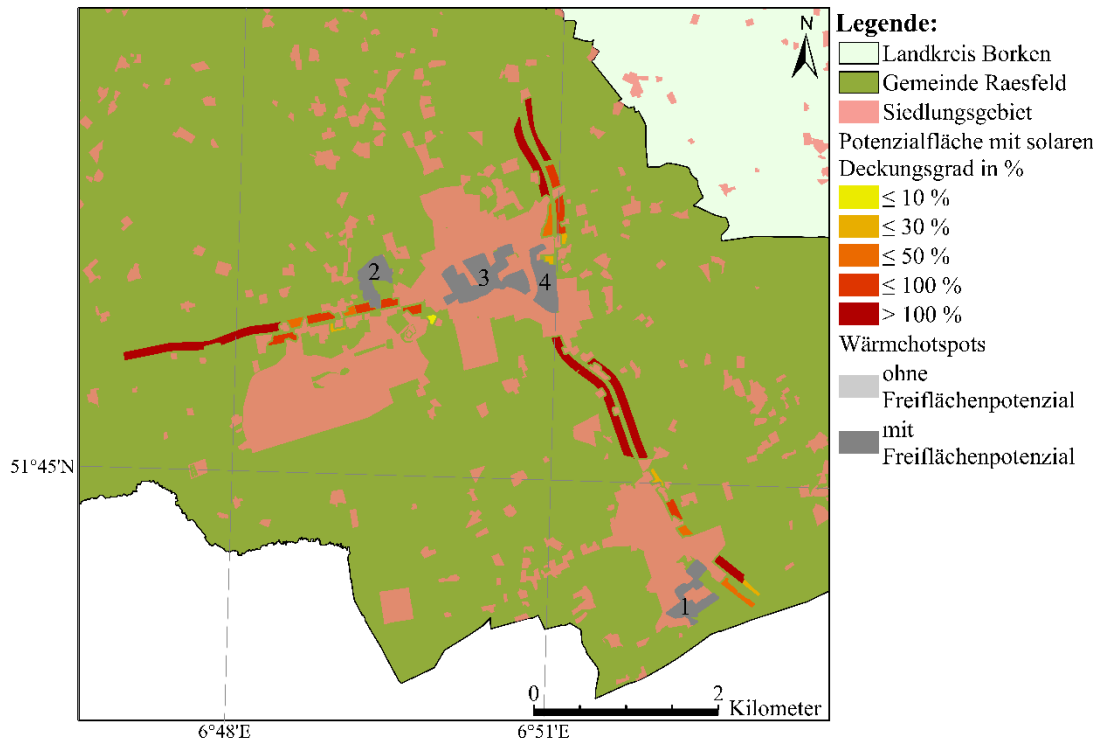 N
2
3
4
1
51°45'N
6°48'E
6°51'E
0
2
Kilometer
Legende:
Landkreis Borken
Gemeinde Raesfeld
Siedlungsgebiet
Potenzialfläche mit solaren
Deckungsgrad in %
≤ 10 %
≤ 30 %
≤ 50 %
≤ 100 %
> 100 %
Wärmchotspots
ohne
Freiflächenpotenzial
mit
Freiflächenpotenzial